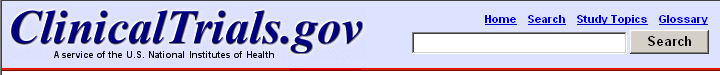 ClinicalTrials.gov
A service of the U.S. National Institutes of Health
Home Search Study Topics Glossary
Search